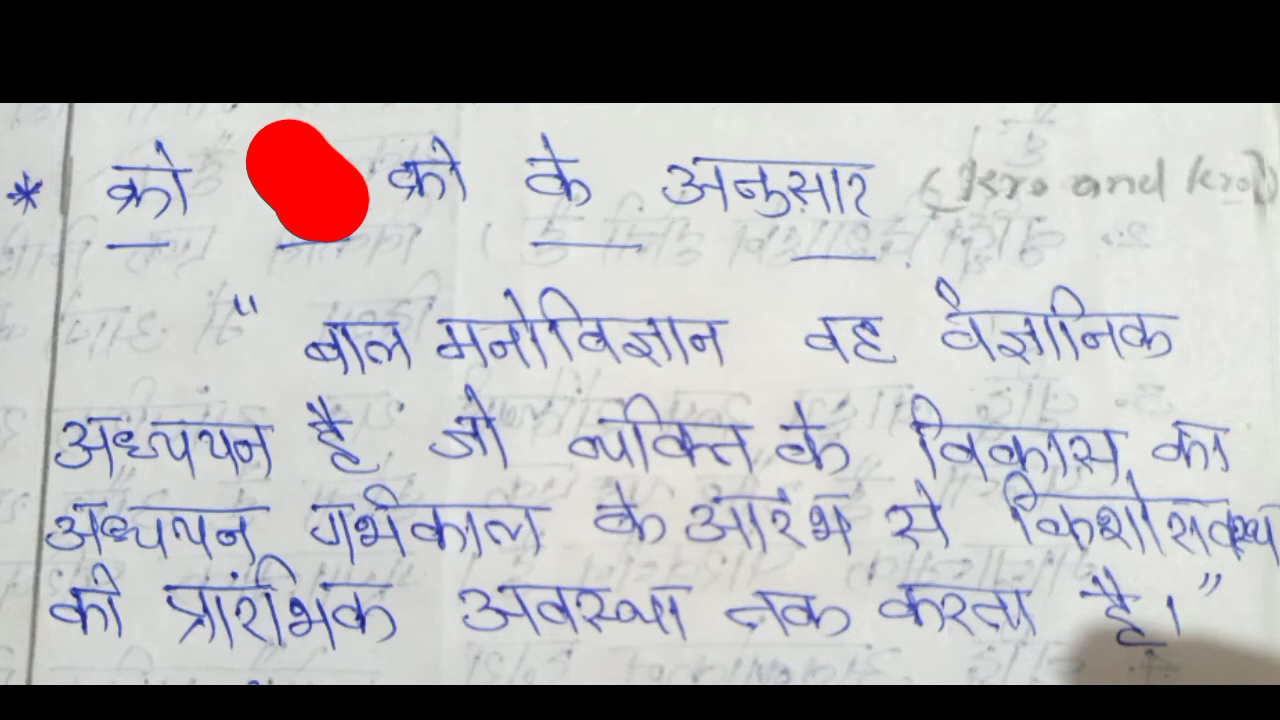 * क्रो क्रो के अनुसार (kro and kro)
" बाल मनोविज्ञान वह वैज्ञानिक
अध्ययन है जो व्यक्ति के विकास का
अध्ययन गर्भकाल के आरंभ से किशोरावस्था
की प्रारंभिक अवस्था तक करता है।"